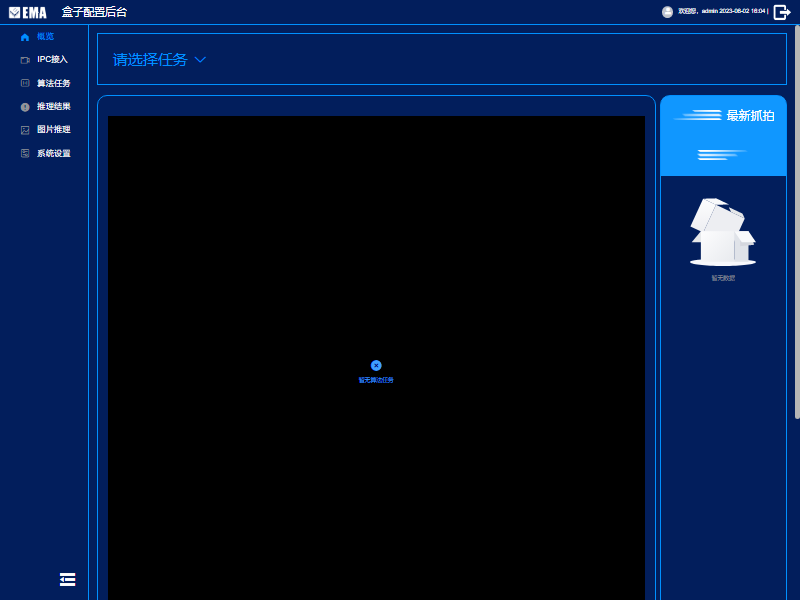 EMA 盒子配置后台
欢迎您，admin 2023-06-02 16:04 |
概览
IPC接入
算法任务
推理结果
图片推理
系统设置
请选择任务
暂无算法任务
最新抓拍
暂无数据